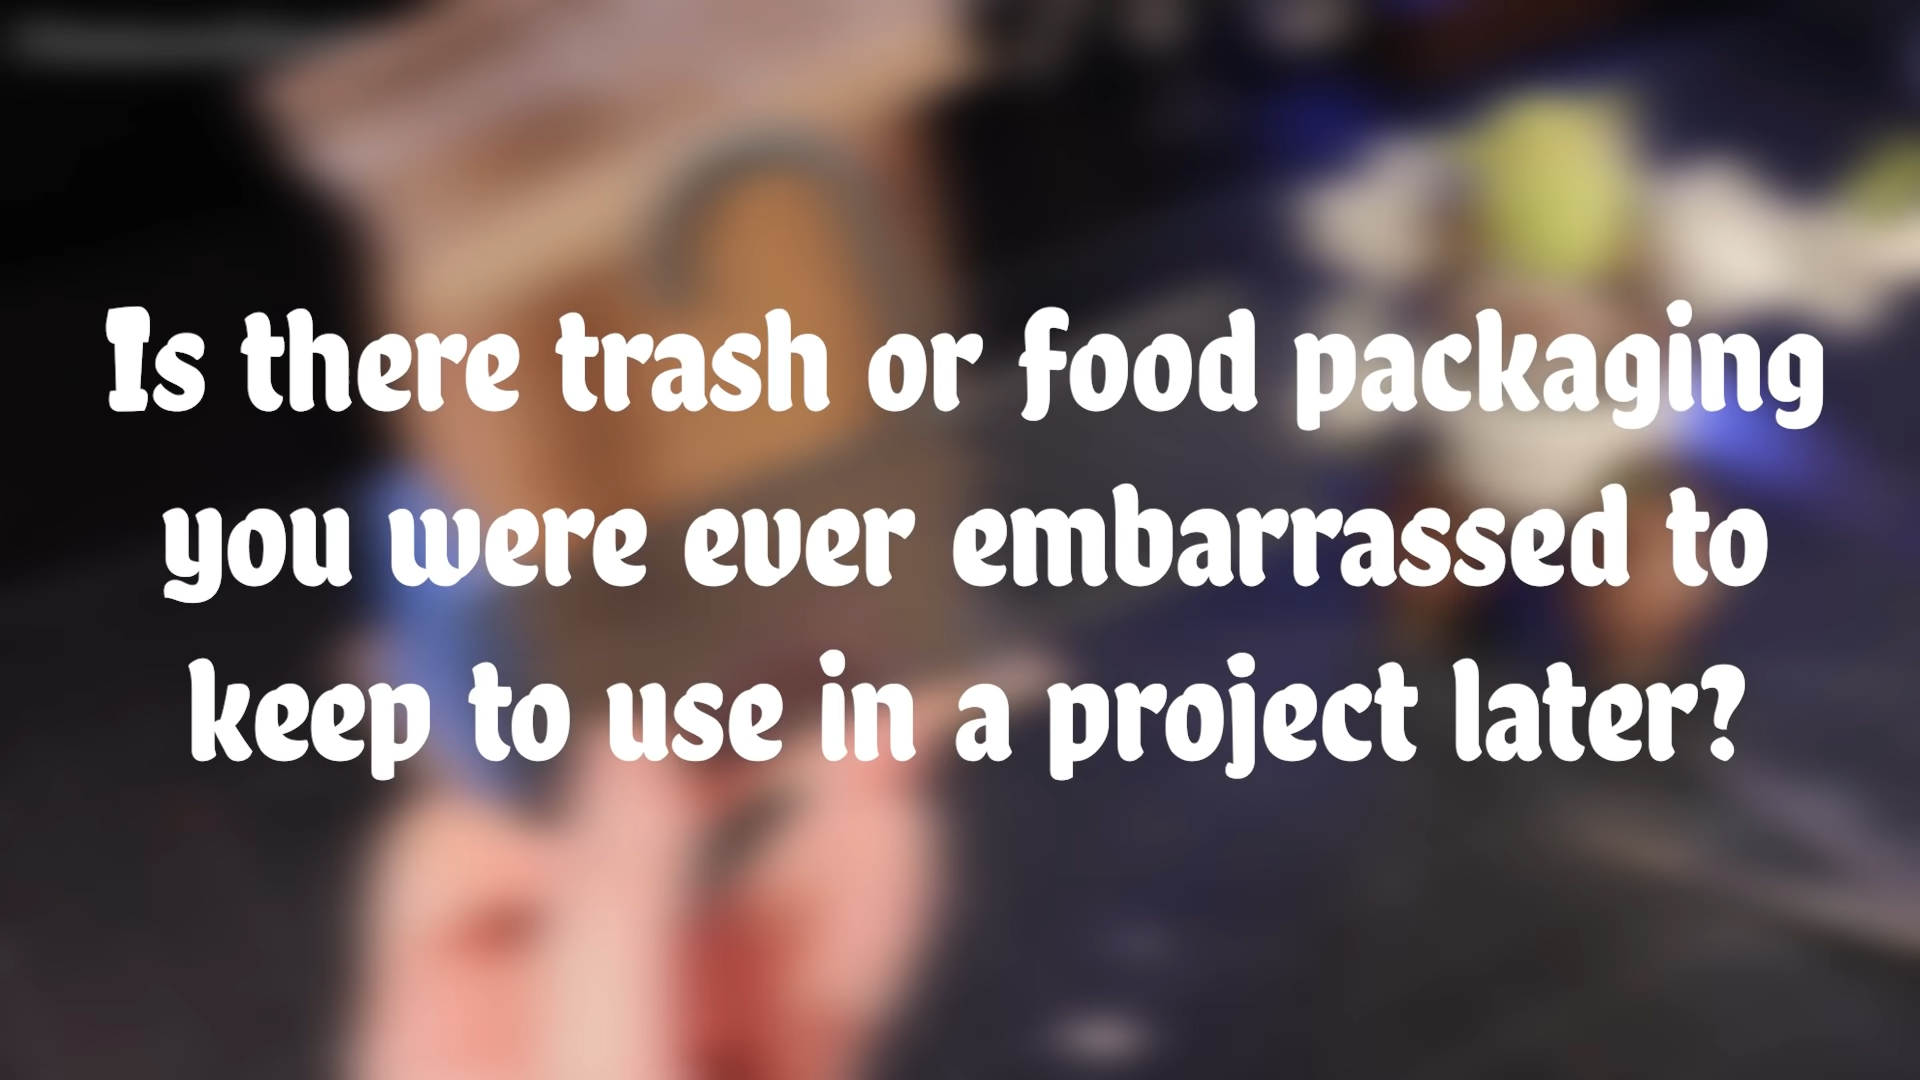 Is there trash or food packaging
you were ever embarrassed to
keep to use in a project later?